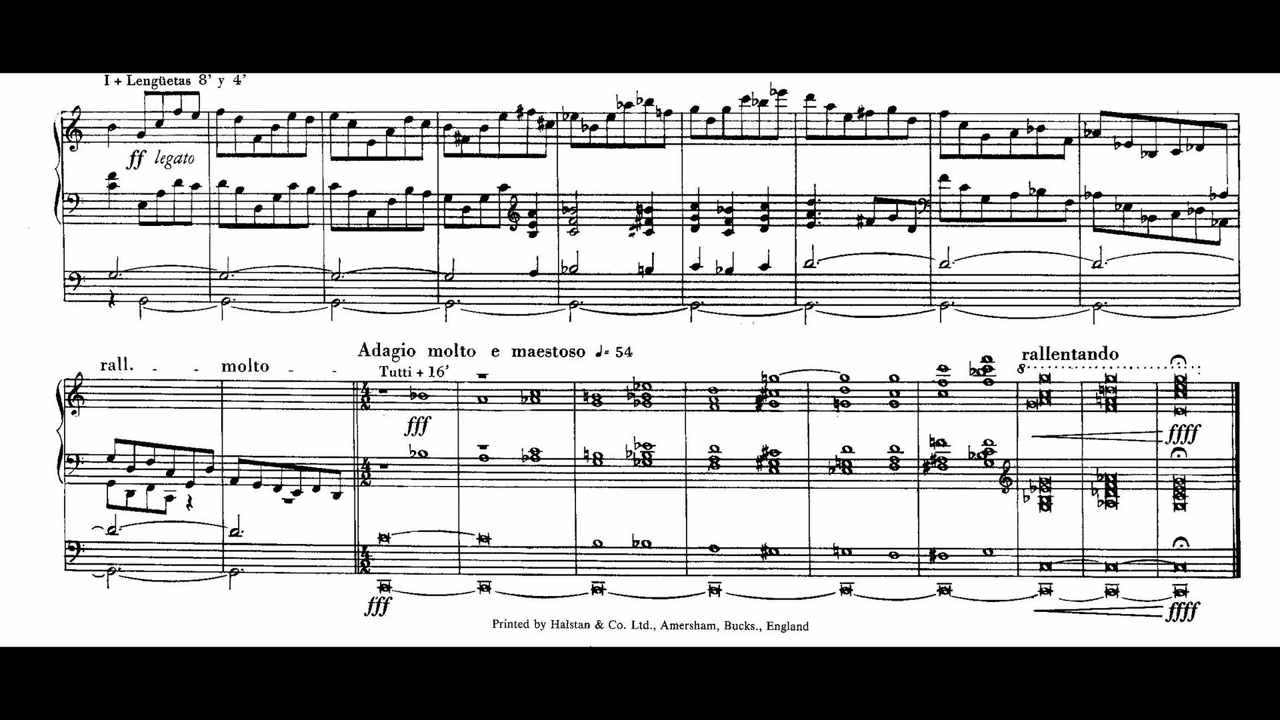 I + Lengüetas 8' y 4'
ff legato
rall. - - molto - - -
Adagio molto e maestoso ♩= 54
Tutti + 16'
fff
fff
8
rallentando
ffff
ffff
Printed by Halstan & Co. Ltd., Amersham, Bucks., England